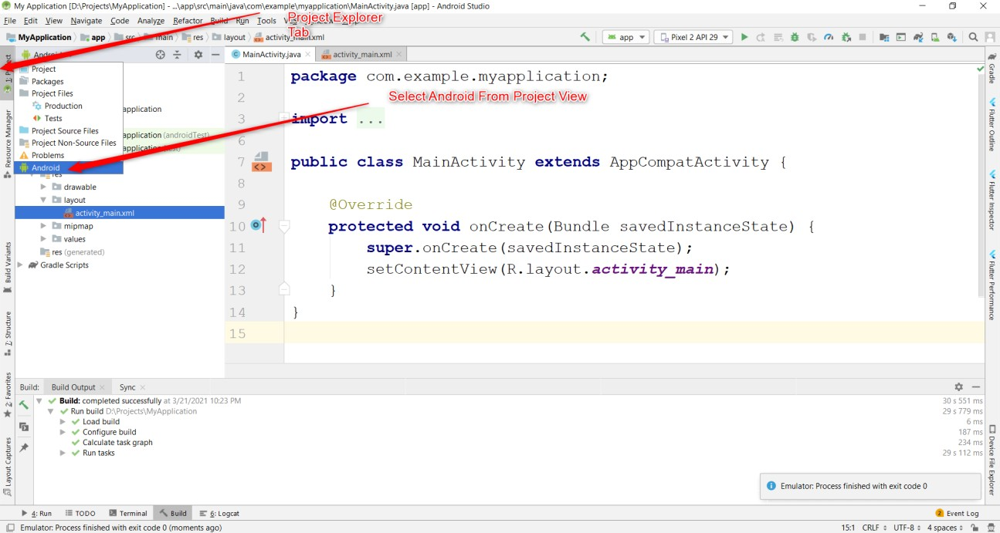 My Application [D:\Projects\MyApplication] - ...\app\src\main\java\com\example\myapplication\MainActivity.java [app] - Android Studio
File Edit View Navigate Code Analyze Refactor Build Run Tools
Project Explorer
Tab
MyApplication app src main res layout activity_main.xml
app Pixel 2 API 29
1: Project
Resource Manager
Build Variants
7: Structure
2: Favorites
Layout Captures
Android
Project
Packages
Project Files
Production
Tests
Project Source Files
Project Non-Source Files
Problems
Android
application
application (androidTest)
application (test)
res
drawable
layout
activity_main.xml
mipmap
values
res (generated)
Gradle Scripts
MainActivity.java activity_main.xml
Select Android From Project View
1 package com.example.myapplication;
2
3 import ...
6
7 public class MainActivity extends AppCompatActivity {
8
9 @Override
10 protected void onCreate(Bundle savedInstanceState) {
11 super.onCreate(savedInstanceState);
12 setContentView(R.layout.activity_main);
13 }
14 }
15
Gradle
Flutter Outline
Flutter Inspector
Flutter Performance
Device File Explorer
Build: Build Output Sync
Build: completed successfully at 3/21/2021 10:23 PM 30 s 551 ms
Run build D:\Projects\MyApplication 29 s 779 ms
Load build 6 ms
Configure build 187 ms
Calculate task graph 234 ms
Run tasks 29 s 112 ms
Emulator: Process finished with exit code 0
4: Run TODO Terminal Build 6: Logcat 2 Event Log
Emulator: Process finished with exit code 0 (moments ago) 15:1 CRLF UTF-8 4 spaces